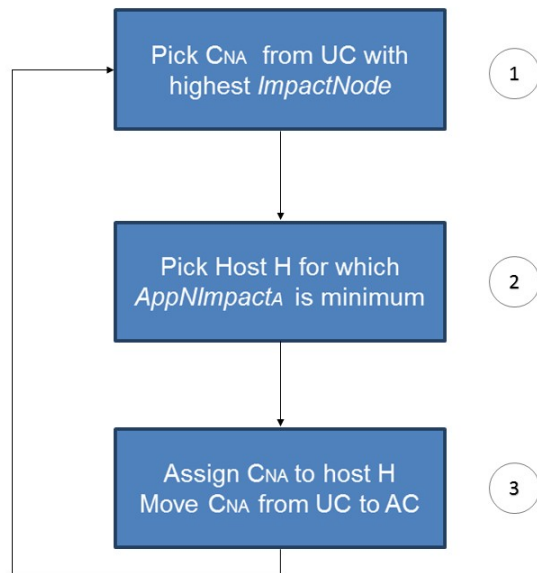 Pick CNA from UC with
highest ImpactNode
1
Pick Host H for which
AppNImpactA is minimum
2
Assign CNA to host H
Move CNA from UC to AC
3